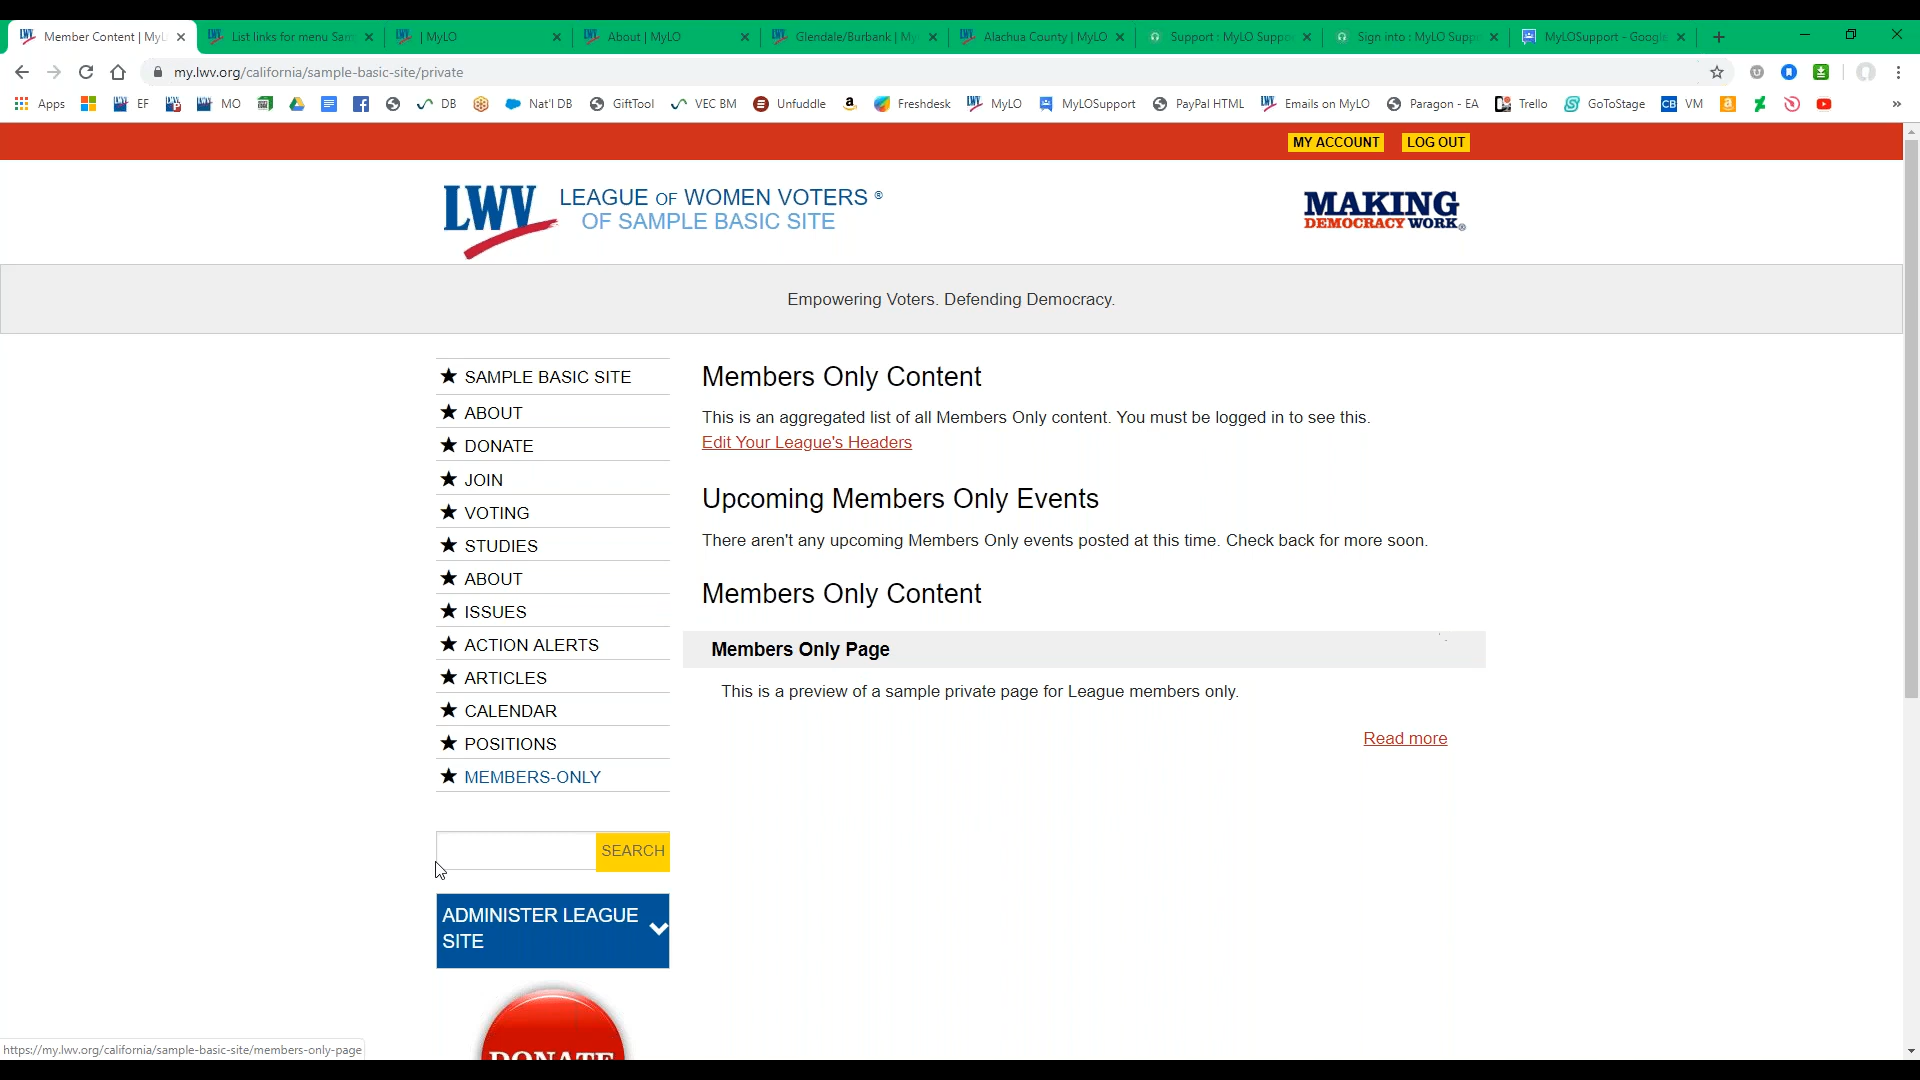 Member Content | MyL
List links for menu Sam
| MyLO
About | MyLO
Glendale/Burbank | My
Alachua County | MyLO
Support : MyLO Suppo
Sign into : MyLO Supp
MyLOSupport - Google
my.lwv.org/california/sample-basic-site/private
Apps
EF
MO
DB
Nat'l DB
GiftTool
VEC BM
Unfuddle
Freshdesk
MyLO
MyLOSupport
PayPal HTML
Emails on MyLO
Paragon - EA
Trello
GoToStage
CB VM
MY ACCOUNT LOG OUT
LWV LEAGUE OF WOMEN VOTERS ®
OF SAMPLE BASIC SITE
MAKING
DEMOCRACY WORK®
Empowering Voters. Defending Democracy.
SAMPLE BASIC SITE
ABOUT
DONATE
JOIN
VOTING
STUDIES
ABOUT
ISSUES
ACTION ALERTS
ARTICLES
CALENDAR
POSITIONS
MEMBERS-ONLY
SEARCH
ADMINISTER LEAGUE
SITE
DONATE
Members Only Content
This is an aggregated list of all Members Only content. You must be logged in to see this.
Edit Your League's Headers
Upcoming Members Only Events
There aren't any upcoming Members Only events posted at this time. Check back for more soon.
Members Only Content
Members Only Page
This is a preview of a sample private page for League members only.
Read more
https://my.lwv.org/california/sample-basic-site/members-only-page